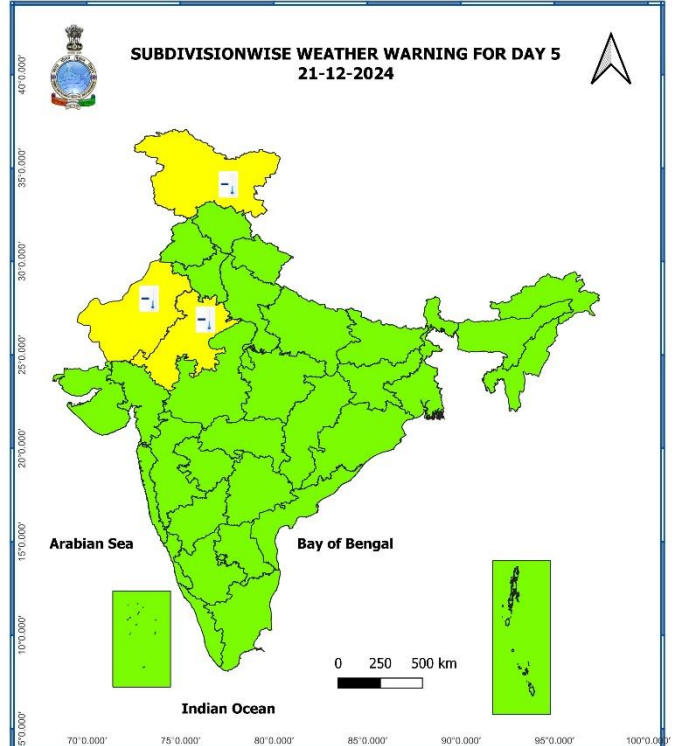 SUBDIVISIONWISE WEATHER WARNING FOR DAY 5
21-12-2024
40°0.000'
35°0.000'
30°0.000'
25°0.000'
20°0.000'
15°0.000'
10°0.000'
5°0.000'
Arabian Sea
Bay of Bengal
0 250 500 km
Indian Ocean
70°0.000' 75°0.000' 80°0.000' 85°0.000' 90°0.000' 95°0.000' 100°0.000'